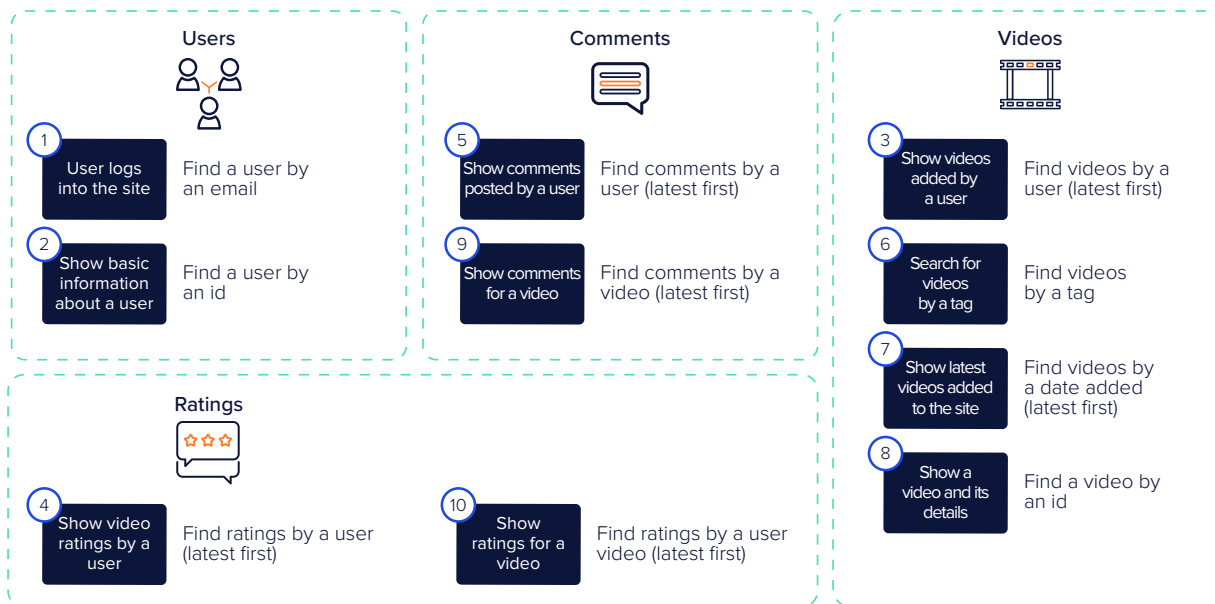 Users
1
User logs
into the site
Find a user by
an email
2
Show basic
information
about a user
Find a user by
an id
Comments
5
Show comments
posted by a user
Find comments by a
user (latest first)
9
Show comments
for a video
Find comments by a
video (latest first)
Videos
3
Show videos
added by
a user
Find videos by a
user (latest first)
6
Search for
videos
by a tag
Find videos
by a tag
7
Show latest
videos added
to the site
Find videos by
a date added
(latest first)
8
Show a
video and its
details
Find a video by
an id
Ratings
4
Show video
ratings by a
user
Find ratings by a user
(latest first)
10
Show
ratings for a
video
Find ratings by a user
video (latest first)